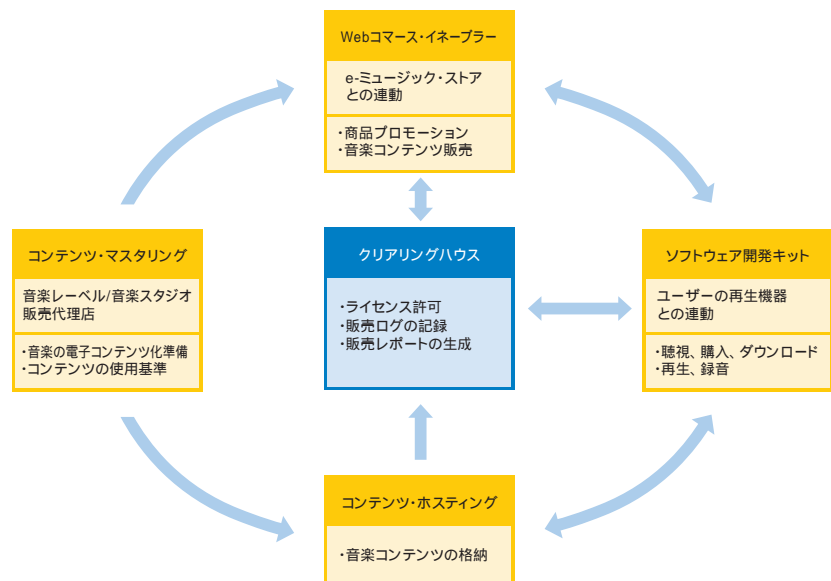 Webコマース・イネーブラー
e-ミュージック・ストア
との連動
・商品プロモーション
・音楽コンテンツ販売
コンテンツ・マスタリング
音楽レーベル/音楽スタジオ
販売代理店
・音楽の電子コンテンツ化準備
・コンテンツの使用基準
クリアリングハウス
・ライセンス許可
・販売ログの記録
・販売レポートの生成
ソフトウェア開発キット
ユーザーの再生機器
との連動
・聴視、購入、ダウンロード
・再生、録音
コンテンツ・ホスティング
・音楽コンテンツの格納